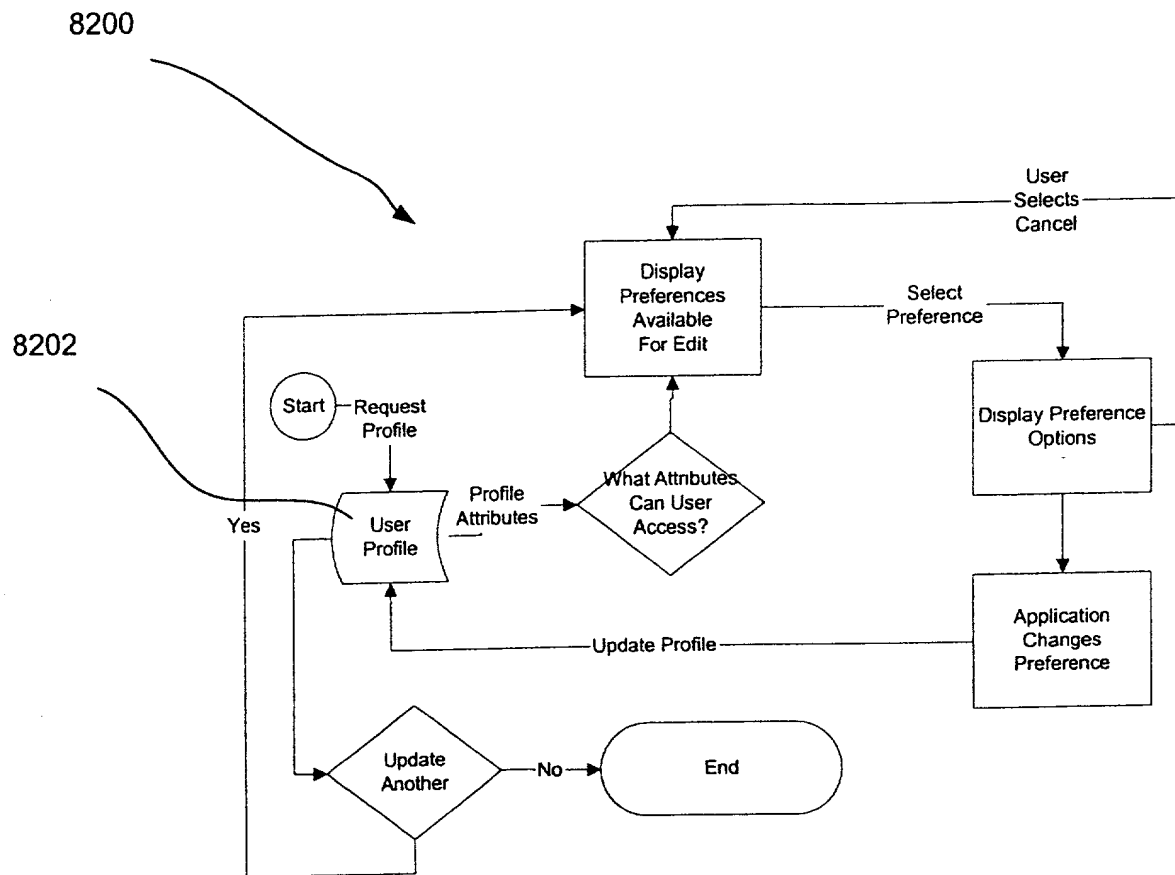 8200
User
Selects
Cancel
Display
Preferences
Available
For Edit
Select
Preference
8202
Start
Request
Profile
Display Preference
Options
What Attributes
Can User
Access?
Profile
Attributes
User
Profile
Yes
Application
Changes
Preference
Update Profile
Update
Another
No
End